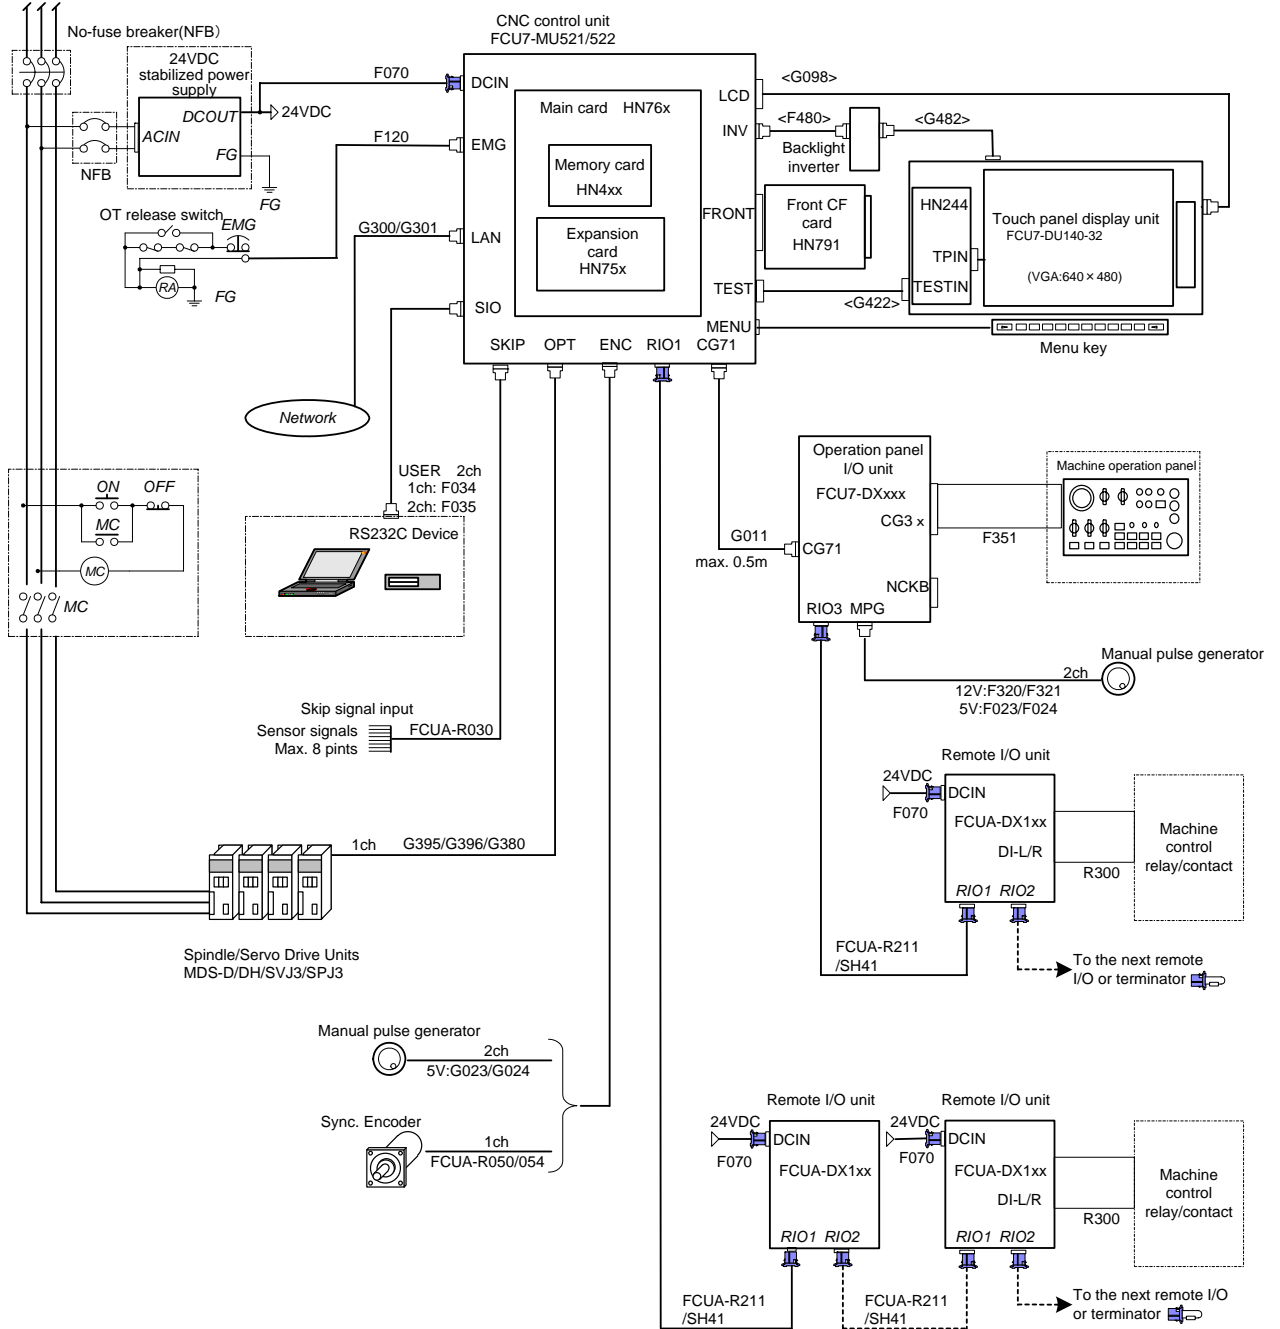 No-fuse breaker(NFB)
24VDC
stabilized power
supply
DCOUT
ACIN
FG
24VDC
NFB
FG
F070
F120
OT release switch
EMG
RA
FG
G300/G301
Network
CNC control unit
FCU7-MU521/522
DCIN
EMG
LAN
SIO
Main card HN76x
Memory card
HN4xx
Expansion
card
HN75x
LCD
INV
FRONT
TEST
MENU
SKIP OPT ENC RIO1 CG71
<G098>
<F480>
<G482>
Backlight
inverter
Front CF
card
HN791
HN244
TPIN
TESTIN
Touch panel display unit
FCU7-DU140-32
(VGA:640×480)
<G422>
Menu key
ON OFF
MC
MC
MC
USER 2ch
1ch: F034
2ch: F035
RS232C Device
Operation panel
I/O unit
FCU7-DXxxx
CG3 x
CG71
NCKB
RIO3 MPG
G011
max. 0.5m
F351
Machine operation panel
Manual pulse generator
2ch
12V:F320/F321
5V:F023/F024
Skip signal input
Sensor signals
Max. 8 pints
FCUA-R030
1ch G395/G396/G380
Spindle/Servo Drive Units
MDS-D/DH/SVJ3/SPJ3
Remote I/O unit
24VDC
F070
DCIN
FCUA-DX1xx
DI-L/R
RIO1 RIO2
R300
Machine
control
relay/contact
FCUA-R211
/SH41
To the next remote
I/O or terminator
Manual pulse generator
2ch
5V:G023/G024
Sync. Encoder
1ch
FCUA-R050/054
Remote I/O unit
24VDC
F070
DCIN
FCUA-DX1xx
RIO1 RIO2
FCUA-R211
/SH41
Remote I/O unit
24VDC
F070
DCIN
FCUA-DX1xx
DI-L/R
RIO1 RIO2
R300
Machine
control
relay/contact
FCUA-R211
/SH41
To the next remote I/O
or terminator